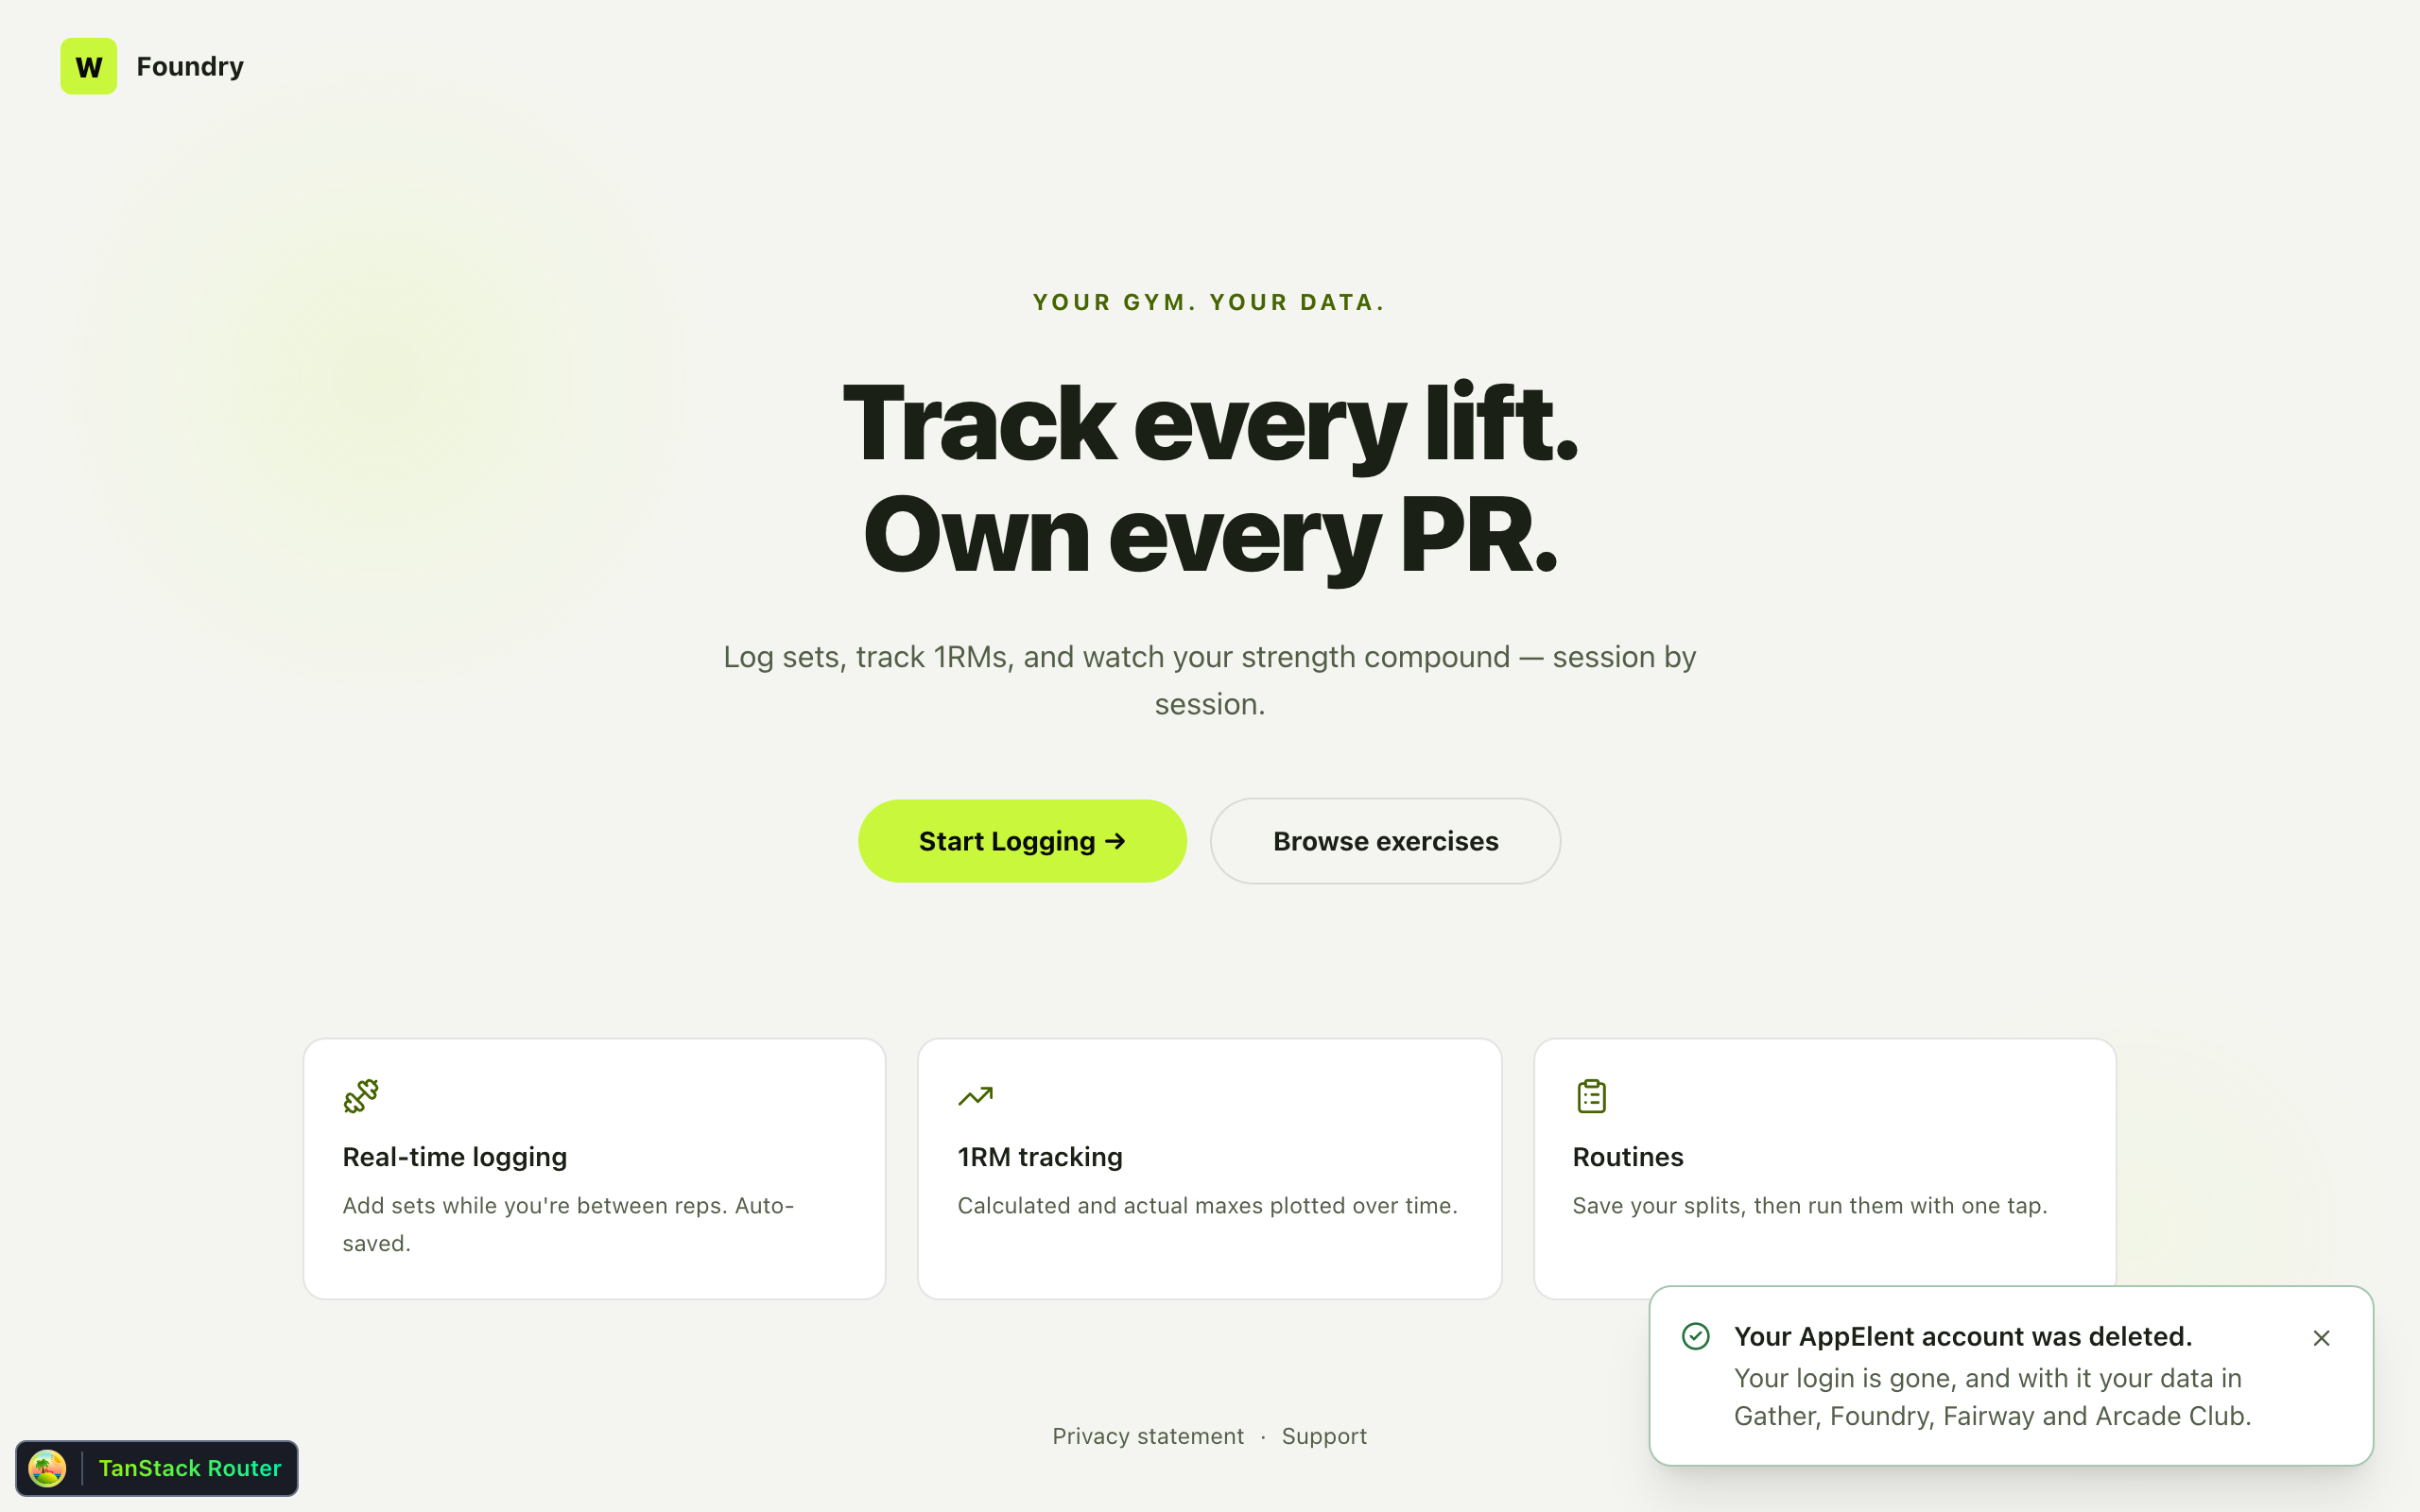 W Foundry
YOUR GYM. YOUR DATA.
Track every lift.
Own every PR.
Log sets, track 1RMs, and watch your strength compound — session by
session.
Start Logging →
Browse exercises
Real-time logging
Add sets while you're between reps. Auto-
saved.
1RM tracking
Calculated and actual maxes plotted over time.
Routines
Save your splits, then run them with one tap.
Your AppElent account was deleted.
Your login is gone, and with it your data in
Gather, Foundry, Fairway and Arcade Club.
Privacy statement · Support
TanStack Router